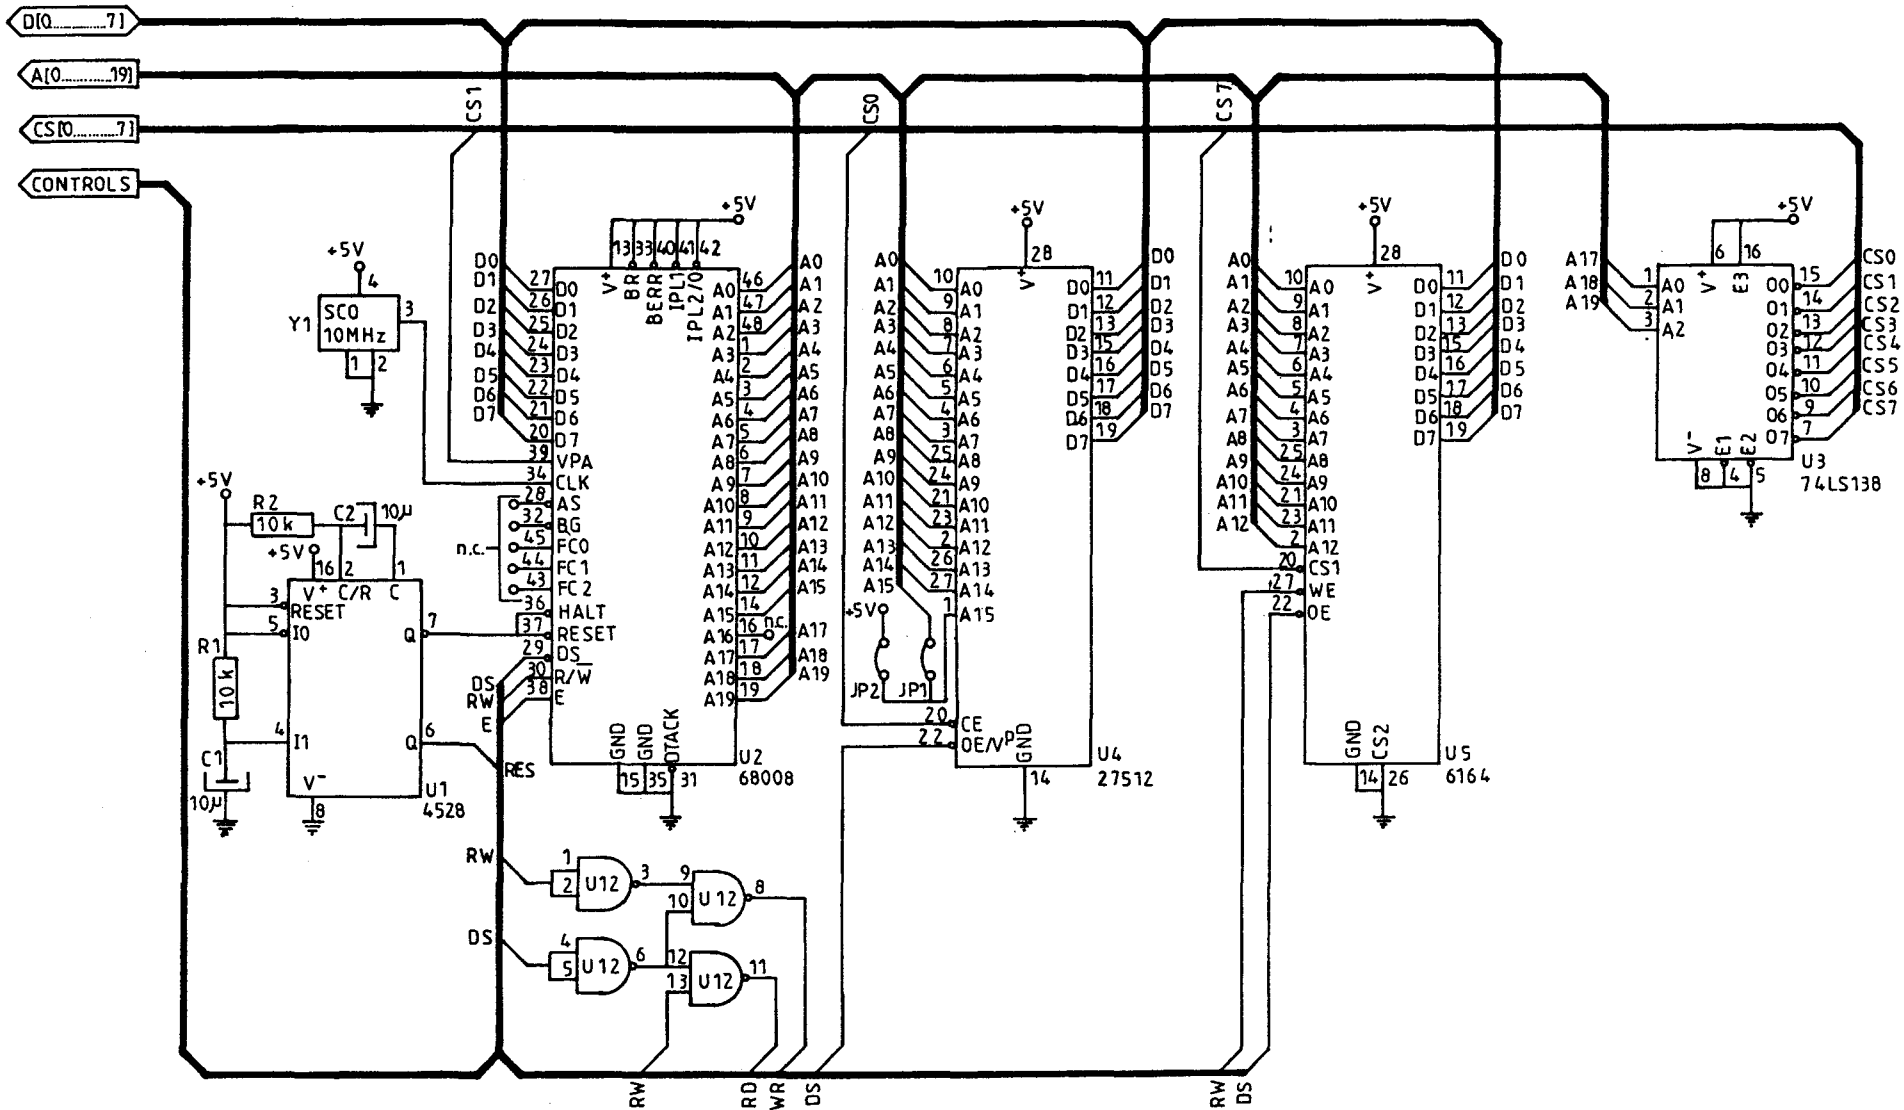 D[0..........7]
A[0...........19]
CS[0..........7]
CONTROLS
CS1
CS0
CS7
+5V
4
SCO
10MHz
Y1
3
1 2
+5V
13 33 40 41 42
V+ BR BERR IPL1 IPL2/0
D0 27 D0
D1 26 D1
D2 25 D2
D3 24 D3
D4 23 D4
D5 22 D5
D6 21 D6
D7 20 D7
39 VPA
34 CLK
28 AS
32 BG
n.c. 45 FC0
44 FC1
43 FC2
36 HALT
37 RESET
DS 29 DS
RW 30 R/W
E 38 E
A0 46 A0
A1 47 A1
A2 48 A2
A3 1 A3
A4 2 A4
A5 3 A5
A6 4 A6
A7 5 A7
A8 6 A8
A9 7 A9
A10 8 A10
A11 9 A11
A12 10 A12
A13 11 A13
A14 12 A14
A15 14 A15
A16 16 n.c.
A17 17 A17
A18 18 A18
A19 19 A19
GND GND DTACK
15 35 31
U2
68008
+5V
R2
10k
C2 10µ
+5V
16 2 1
V+ C/R C
3 RESET
5 I0
R1
10k
4 I1
C1
10µ
Q 7
Q 6
RES
V-
8
U1
4528
+5V
28
V+
A0 10 A0
A1 9 A1
A2 8 A2
A3 7 A3
A4 6 A4
A5 5 A5
A6 4 A6
A7 3 A7
A8 25 A8
A9 24 A9
A10 21 A10
A11 23 A11
A12 2 A12
A13 26 A13
A14 27 A14
A15 1 A15
+5V
JP2 JP1
20 CE
22 OE/VP
D0 11 D0
D1 12 D1
D2 13 D2
D3 15 D3
D4 16 D4
D5 17 D5
D6 18 D6
D7 19 D7
GND
14
U4
27512
+5V
28
V+
A0 10 A0
A1 9 A1
A2 8 A2
A3 7 A3
A4 6 A4
A5 5 A5
A6 4 A6
A7 3 A7
A8 25 A8
A9 24 A9
A10 21 A10
A11 23 A11
A12 2 A12
20 CS1
27 WE
22 OE
D0 11 D0
D1 12 D1
D2 13 D2
D3 15 D3
D4 16 D4
D5 17 D5
D6 18 D6
D7 19 D7
GND CS2
14 26
U5
6164
+5V
6 16
V+ E3
A17 1 A0
A18 2 A1
A19 3 A2
O0 15 CS0
O1 14 CS1
O2 13 CS2
O3 12 CS3
O4 11 CS4
O5 10 CS5
O6 9 CS6
O7 7 CS7
V- E1 E2
8 4 5
U3
74LS138
RW 1 2 U12 3
9 10 U12 8
DS 4 5 U12 6
12 13 U12 11
RW RD WR DS RW DS